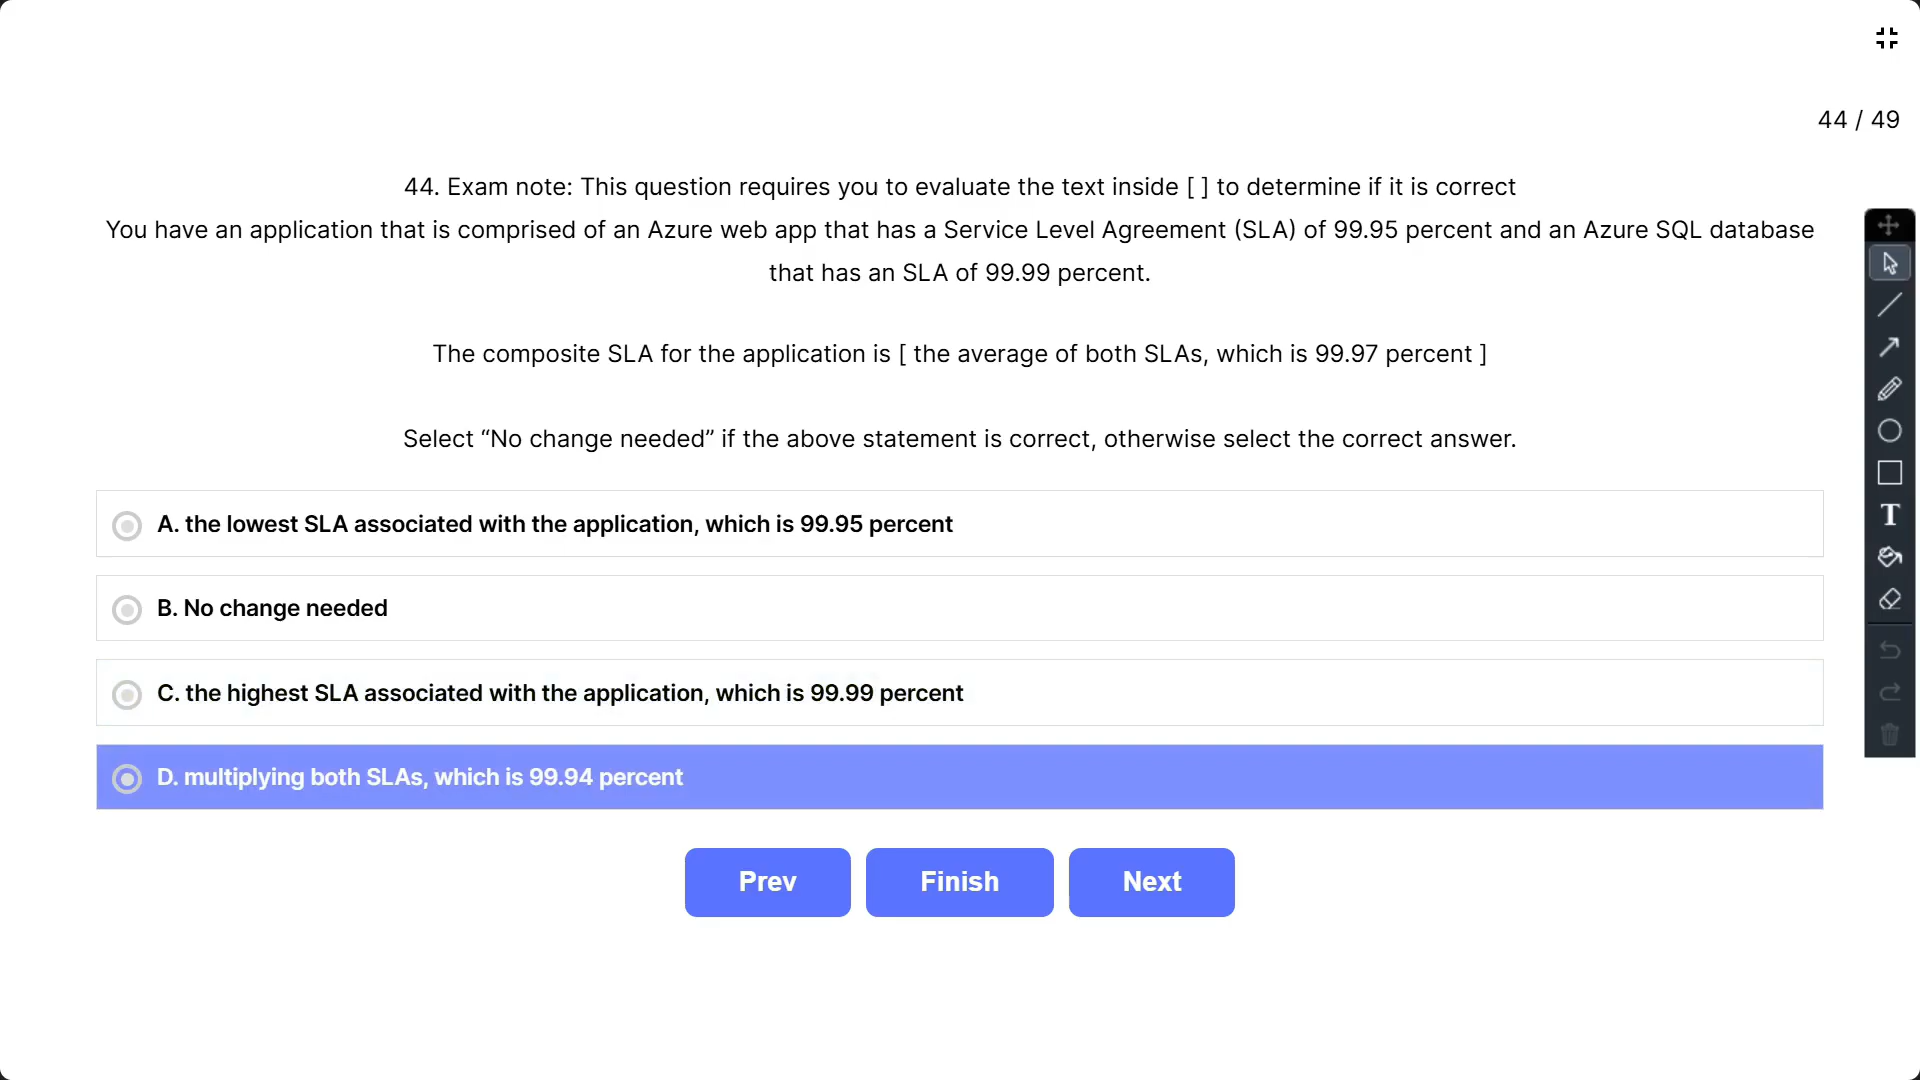 44 / 49
44. Exam note: This question requires you to evaluate the text inside [ ] to determine if it is correct
You have an application that is comprised of an Azure web app that has a Service Level Agreement (SLA) of 99.95 percent and an Azure SQL database
that has an SLA of 99.99 percent.
The composite SLA for the application is [ the average of both SLAs, which is 99.97 percent ]
Select “No change needed” if the above statement is correct, otherwise select the correct answer.
A. the lowest SLA associated with the application, which is 99.95 percent
B. No change needed
C. the highest SLA associated with the application, which is 99.99 percent
D. multiplying both SLAs, which is 99.94 percent
Prev Finish Next
T